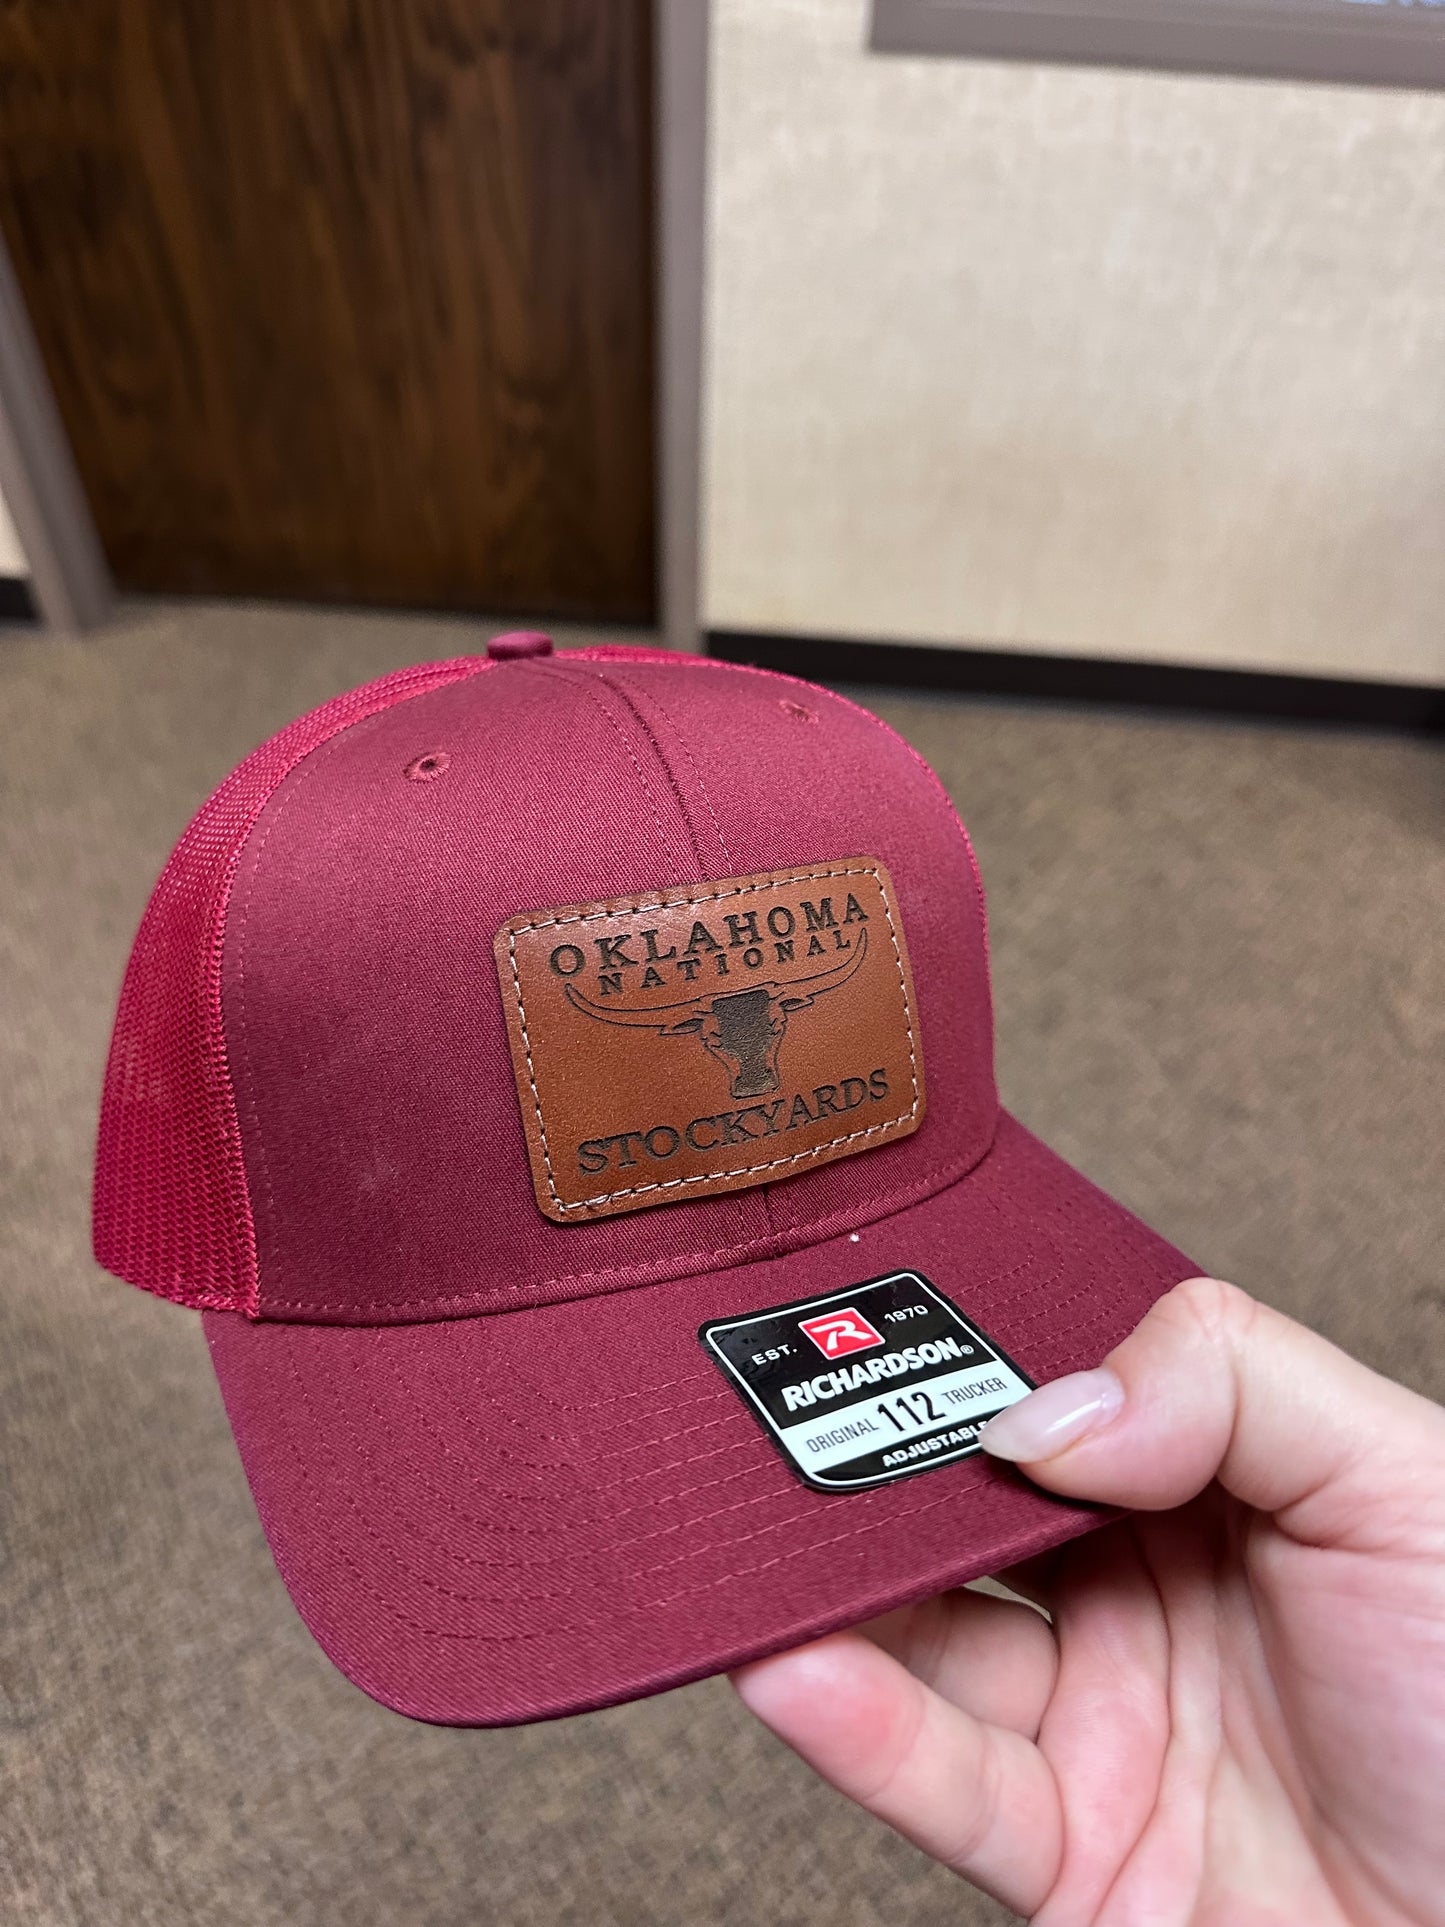 OKLAHOMA
NATIONAL
STOCKYARDS
EST. R 1970
RICHARDSON®
ORIGINAL 112 TRUCKER
ADJUSTABLE